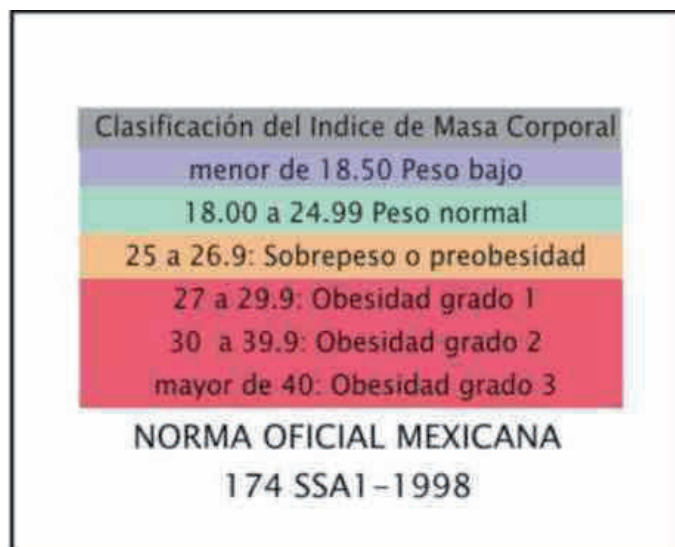 Clasificación del Indice de Masa Corporal
menor de 18.50 Peso bajo
18.00 a 24.99 Peso normal
25 a 26.9: Sobrepeso o preobesidad
27 a 29.9: Obesidad grado 1
30 a 39.9: Obesidad grado 2
mayor de 40: Obesidad grado 3
NORMA OFICIAL MEXICANA
174 SSA1-1998